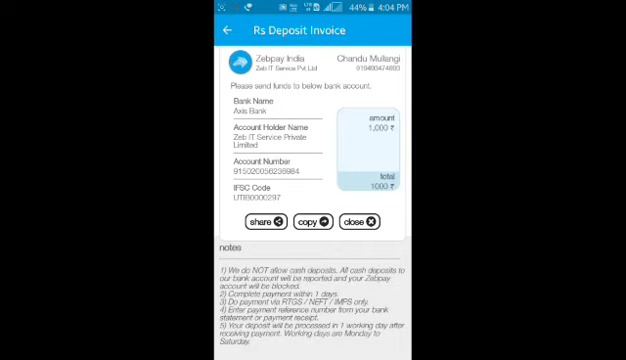 44% 4:04 PM
Rs Deposit Invoice
Zebpay India
Chandu Mullangi
Zeb IT Service Pvt Ltd
919490474693
Please send funds to below bank account.
Bank Name
Axis Bank
Account Holder Name
Zeb IT Service Private
Limited
Account Number
915020056236984
IFSC Code
UTIB0000297
amount
1,000 ₹
total
1000 ₹
share
copy
close
notes
1) We do NOT allow cash deposits. All cash deposits to
our bank account will be reported and your Zebpay
account will be blocked.
2) Complete payment within 1 days.
3) Do payment via RTGS / NEFT / IMPS only.
4) Enter payment reference number from your bank
statement or payment receipt.
5) Your deposit will be processed in 1 working day after
receiving payment. Working days are Monday to
Saturday.